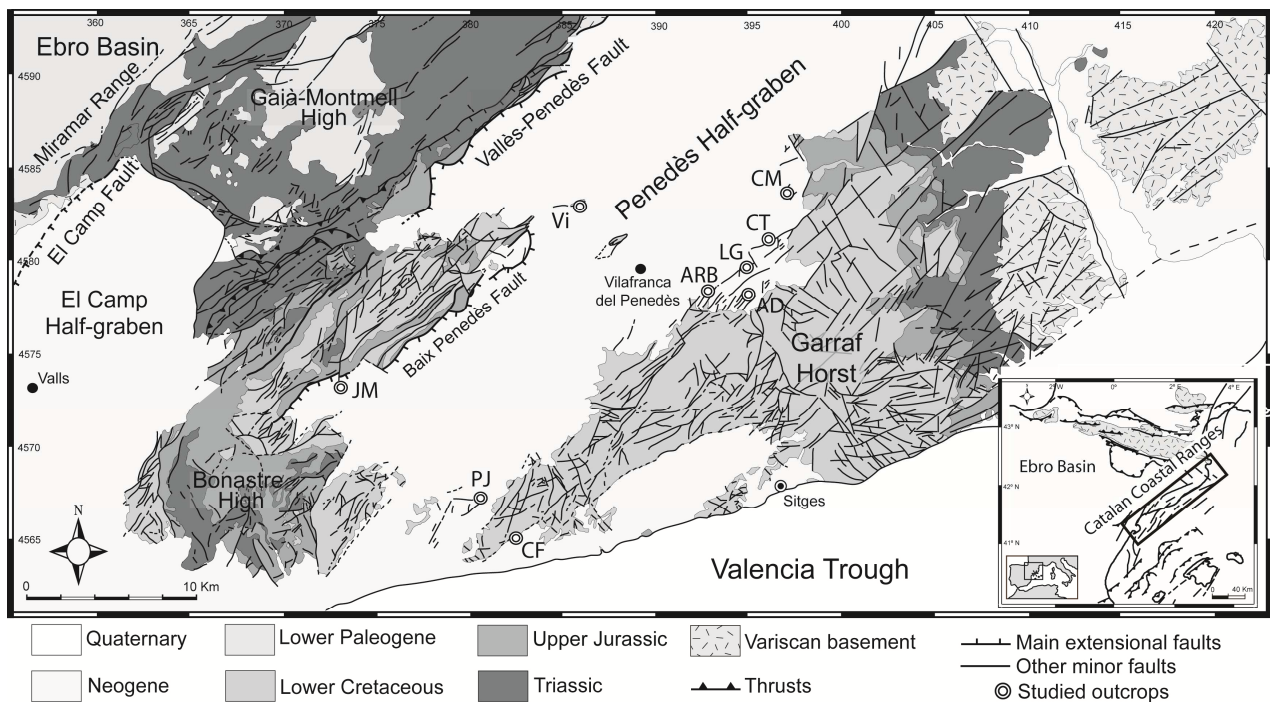 360 365 370 375 380 385 390 395 400 405 410 415 420
Ebro Basin
4590
Miramar Range
Gaià-Montmell
High
Vallès-Penedès Fault
Penedès Half-graben
4585
El Camp Fault
CM
Vi
CT
4580
LG
Vilafranca
del Penedès
ARB
AD
El Camp
Half-graben
Baix Penedès Fault
Garraf
Horst
4575
Valls
JM
4570
Bonastre
High
PJ
Sitges
N
4565
CF
0 10 Km
Valencia Trough
2°W 0° 2°E 4°E
43°N
Ebro Basin
Catalan Coastal Ranges
42°N
41°N
0 40 Km
Quaternary
Lower Paleogene
Upper Jurassic
Variscan basement
Main extensional faults
Other minor faults
Neogene
Lower Cretaceous
Triassic
Thrusts
Studied outcrops